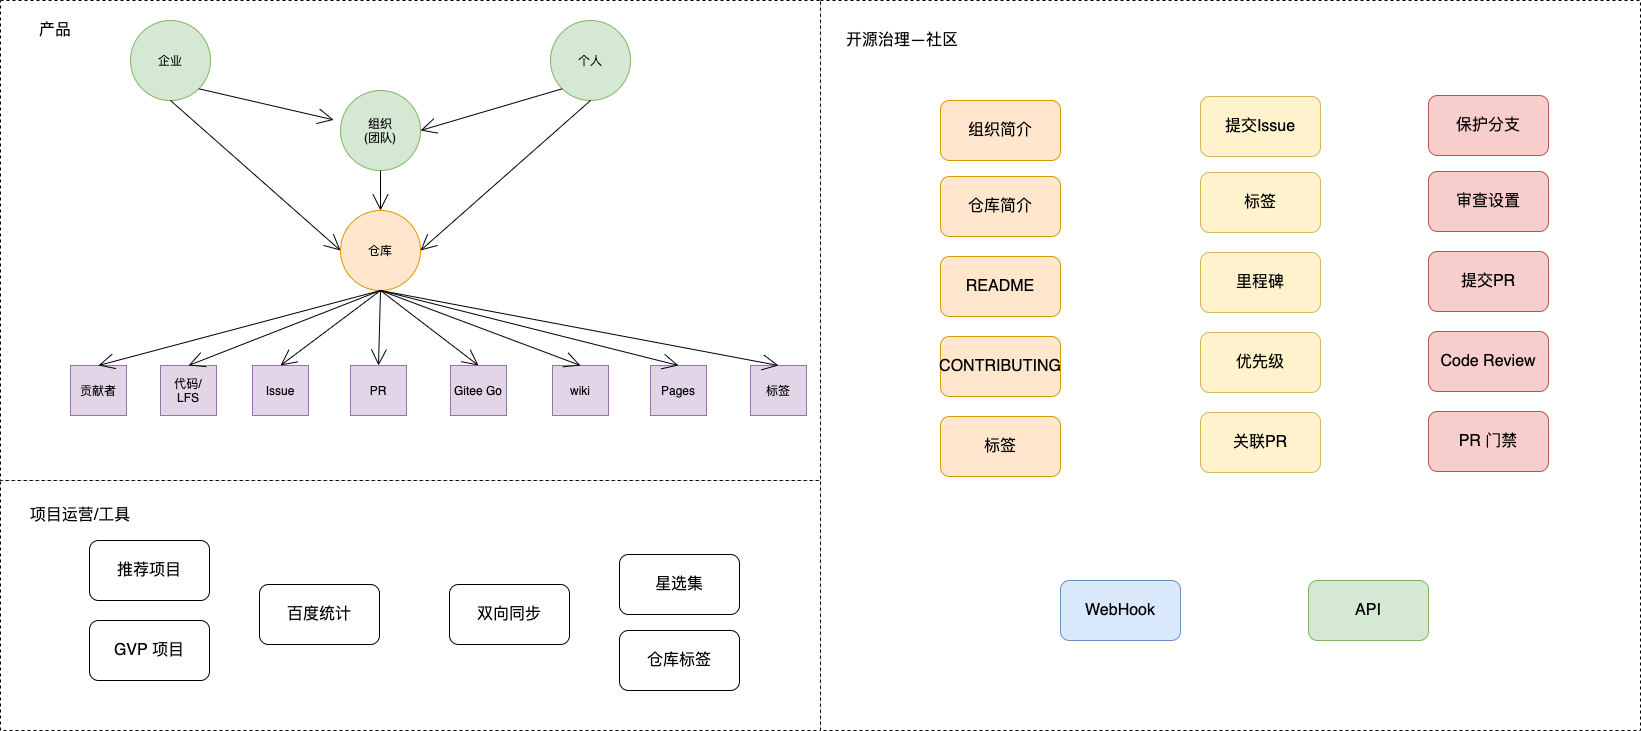 产品
企业
个人
组织
(团队)
仓库
贡献者
代码/
LFS
Issue
PR
Gitee Go
wiki
Pages
标签
项目运营/工具
推荐项目
GVP 项目
百度统计
双向同步
星选集
仓库标签
开源治理—社区
组织简介
仓库简介
README
CONTRIBUTING
标签
提交Issue
标签
里程碑
优先级
关联PR
保护分支
审查设置
提交PR
Code Review
PR 门禁
WebHook
API